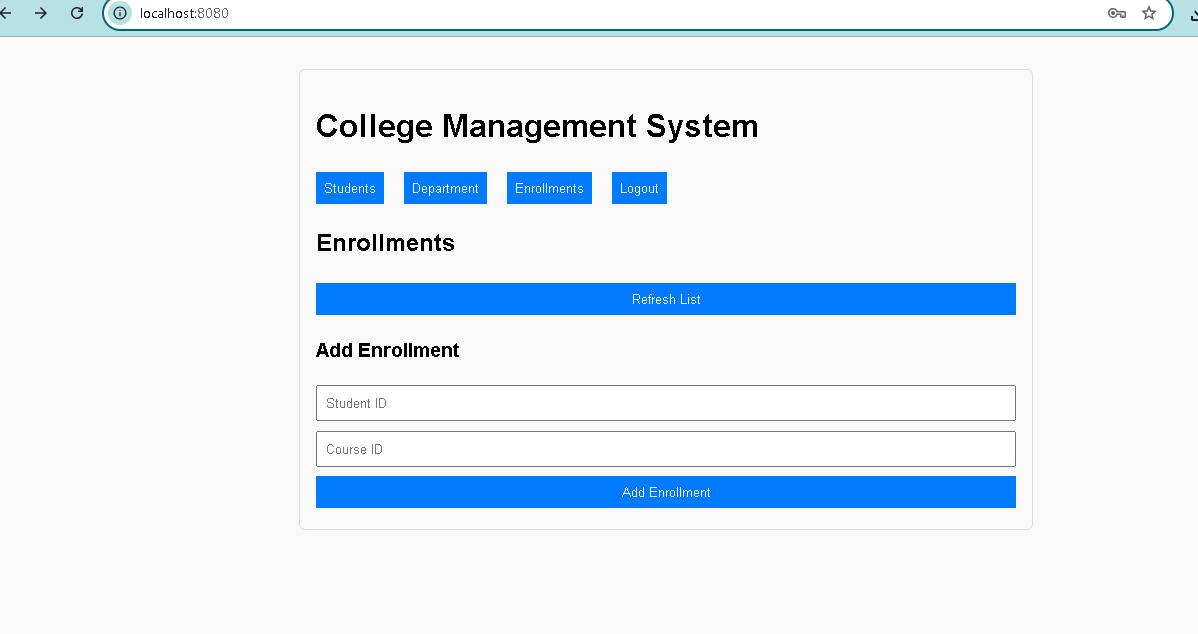 localhost:8080
College Management System
Students Department Enrollments Logout
Enrollments
Refresh List
Add Enrollment
Student ID
Course ID
Add Enrollment